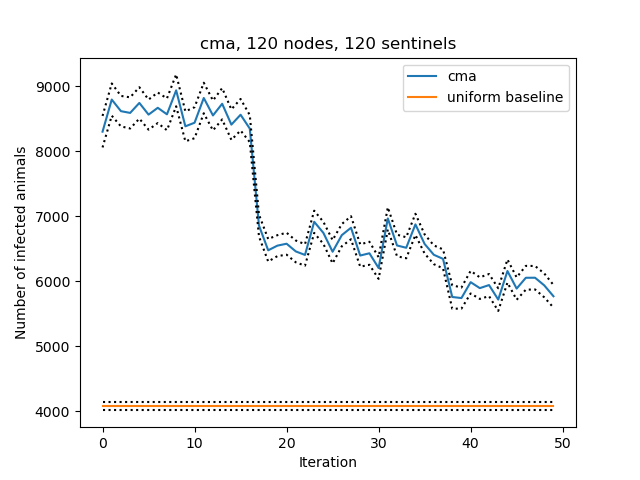 cma, 120 nodes, 120 sentinels
cma
uniform baseline
Number of infected animals
9000
8000
7000
6000
5000
4000
0
10
20
30
40
50
Iteration